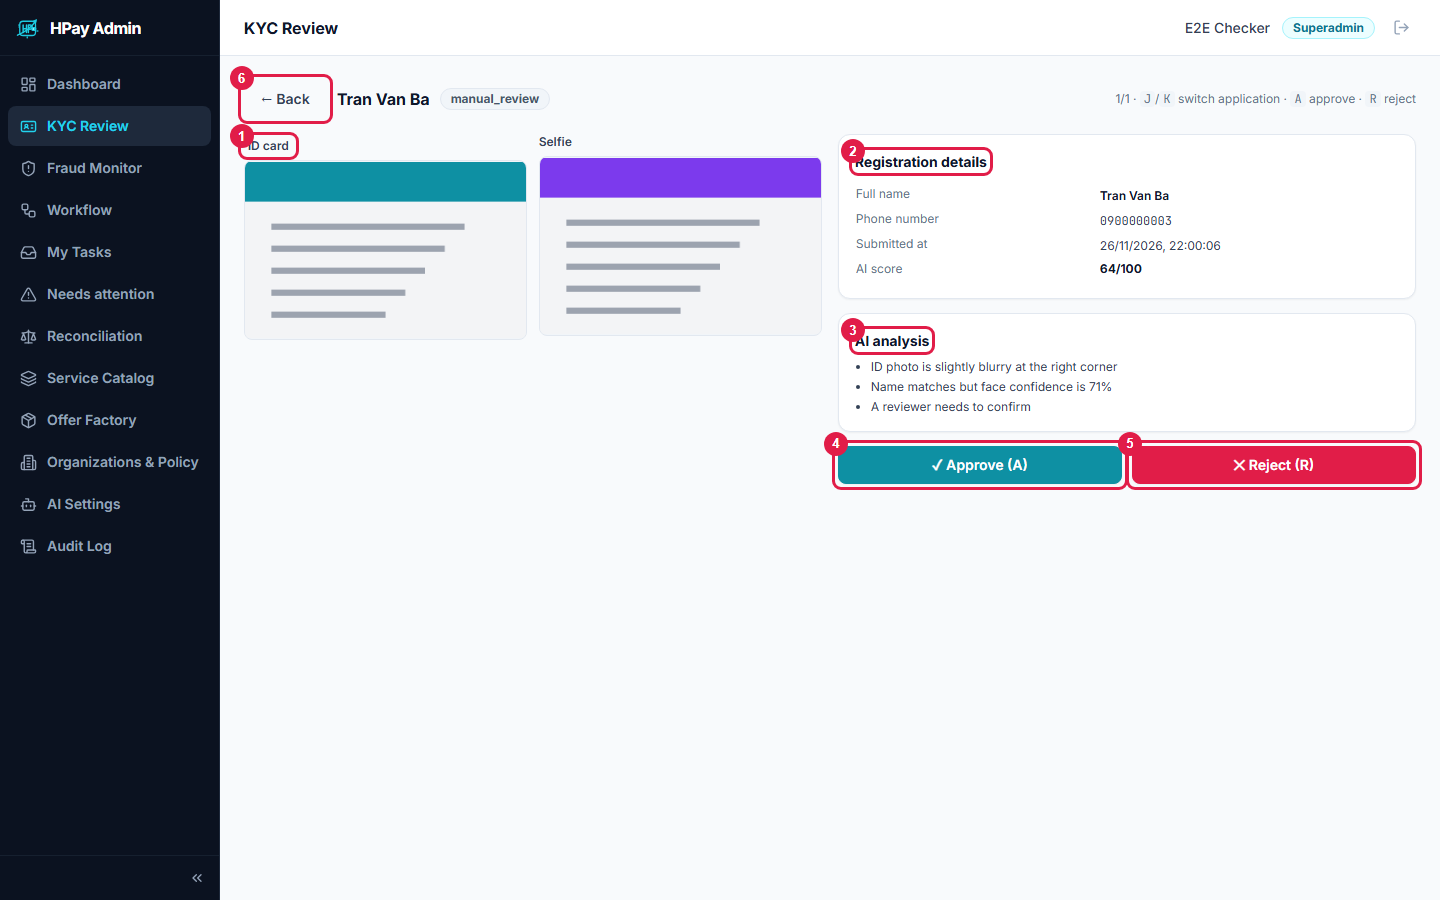 HPay Admin
Dashboard
KYC Review
Fraud Monitor
Workflow
My Tasks
Needs attention
Reconciliation
Service Catalog
Offer Factory
Organizations & Policy
AI Settings
Audit Log
«
KYC Review
E2E Checker
Superadmin
6
← Back
Tran Van Ba
manual_review
1/1 · J / K switch application · A approve · R reject
1
ID card
Selfie
2
Registration details
Full name Tran Van Ba
Phone number 0900000003
Submitted at 26/11/2026, 22:00:06
AI score 64/100
3
AI analysis
• ID photo is slightly blurry at the right corner
• Name matches but face confidence is 71%
• A reviewer needs to confirm
4
✓ Approve (A)
5
✕ Reject (R)